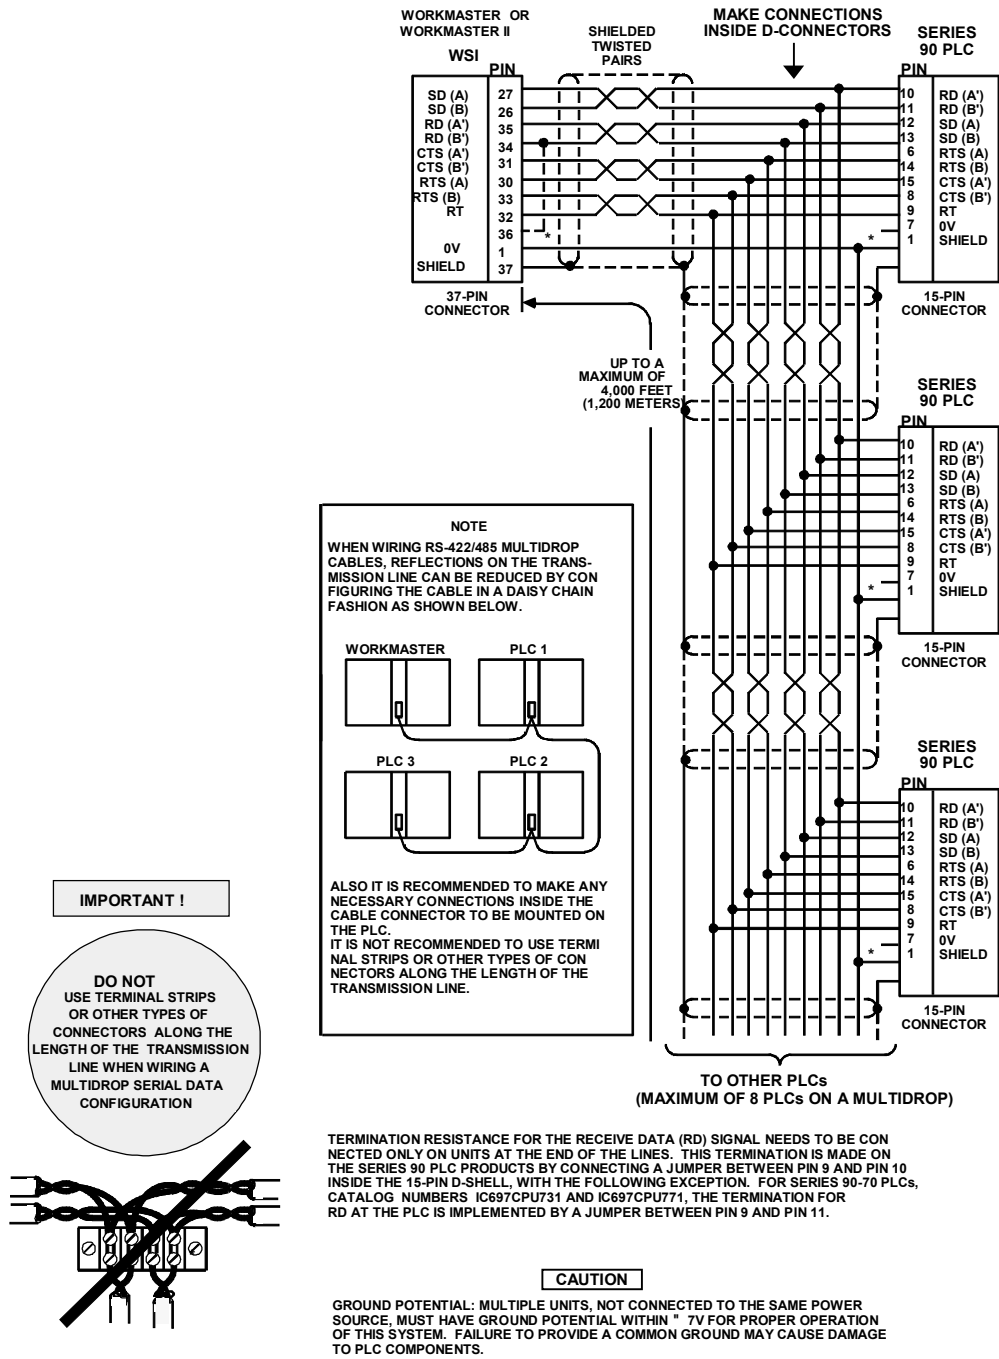 WORKMASTER OR
WORKMASTER II
WSI
PIN
SHIELDED
TWISTED
PAIRS
MAKE CONNECTIONS
INSIDE D-CONNECTORS
SERIES
90 PLC
PIN
SD (A) 27
SD (B) 26
RD (A') 35
RD (B') 34
CTS (A') 31
CTS (B') 30
RTS (A) 33
RTS (B) 32
RT 36
0V 1
SHIELD 37
*
37-PIN
CONNECTOR
10 RD (A')
11 RD (B')
12 SD (A)
13 SD (B)
6 RTS (A)
14 RTS (B)
15 CTS (A')
8 CTS (B')
9 RT
7 0V
* 1 SHIELD
15-PIN
CONNECTOR
UP TO A
MAXIMUM OF
4,000 FEET
(1,200 METERS)
SERIES
90 PLC
PIN
10 RD (A')
11 RD (B')
12 SD (A)
13 SD (B)
6 RTS (A)
14 RTS (B)
15 CTS (A')
8 CTS (B')
9 RT
7 0V
* 1 SHIELD
15-PIN
CONNECTOR
SERIES
90 PLC
PIN
10 RD (A')
11 RD (B')
12 SD (A)
13 SD (B)
6 RTS (A)
14 RTS (B)
15 CTS (A')
8 CTS (B')
9 RT
7 0V
* 1 SHIELD
15-PIN
CONNECTOR
NOTE
WHEN WIRING RS-422/485 MULTIDROP
CABLES, REFLECTIONS ON THE TRANS-
MISSION LINE CAN BE REDUCED BY CON
FIGURING THE CABLE IN A DAISY CHAIN
FASHION AS SHOWN BELOW.
WORKMASTER PLC 1
PLC 3 PLC 2
ALSO IT IS RECOMMENDED TO MAKE ANY
NECESSARY CONNECTIONS INSIDE THE
CABLE CONNECTOR TO BE MOUNTED ON
THE PLC.
IT IS NOT RECOMMENDED TO USE TERMI
NAL STRIPS OR OTHER TYPES OF CON
NECTORS ALONG THE LENGTH OF THE
TRANSMISSION LINE.
IMPORTANT !
DO NOT
USE TERMINAL STRIPS
OR OTHER TYPES OF
CONNECTORS ALONG THE
LENGTH OF THE TRANSMISSION
LINE WHEN WIRING A
MULTIDROP SERIAL DATA
CONFIGURATION
TO OTHER PLCs
(MAXIMUM OF 8 PLCs ON A MULTIDROP)
TERMINATION RESISTANCE FOR THE RECEIVE DATA (RD) SIGNAL NEEDS TO BE CON
NECTED ONLY ON UNITS AT THE END OF THE LINES. THIS TERMINATION IS MADE ON
THE SERIES 90 PLC PRODUCTS BY CONNECTING A JUMPER BETWEEN PIN 9 AND PIN 10
INSIDE THE 15-PIN D-SHELL, WITH THE FOLLOWING EXCEPTION. FOR SERIES 90-70 PLCs,
CATALOG NUMBERS IC697CPU731 AND IC697CPU771, THE TERMINATION FOR
RD AT THE PLC IS IMPLEMENTED BY A JUMPER BETWEEN PIN 9 AND PIN 11.
CAUTION
GROUND POTENTIAL: MULTIPLE UNITS, NOT CONNECTED TO THE SAME POWER
SOURCE, MUST HAVE GROUND POTENTIAL WITHIN " 7V FOR PROPER OPERATION
OF THIS SYSTEM. FAILURE TO PROVIDE A COMMON GROUND MAY CAUSE DAMAGE
TO PLC COMPONENTS.